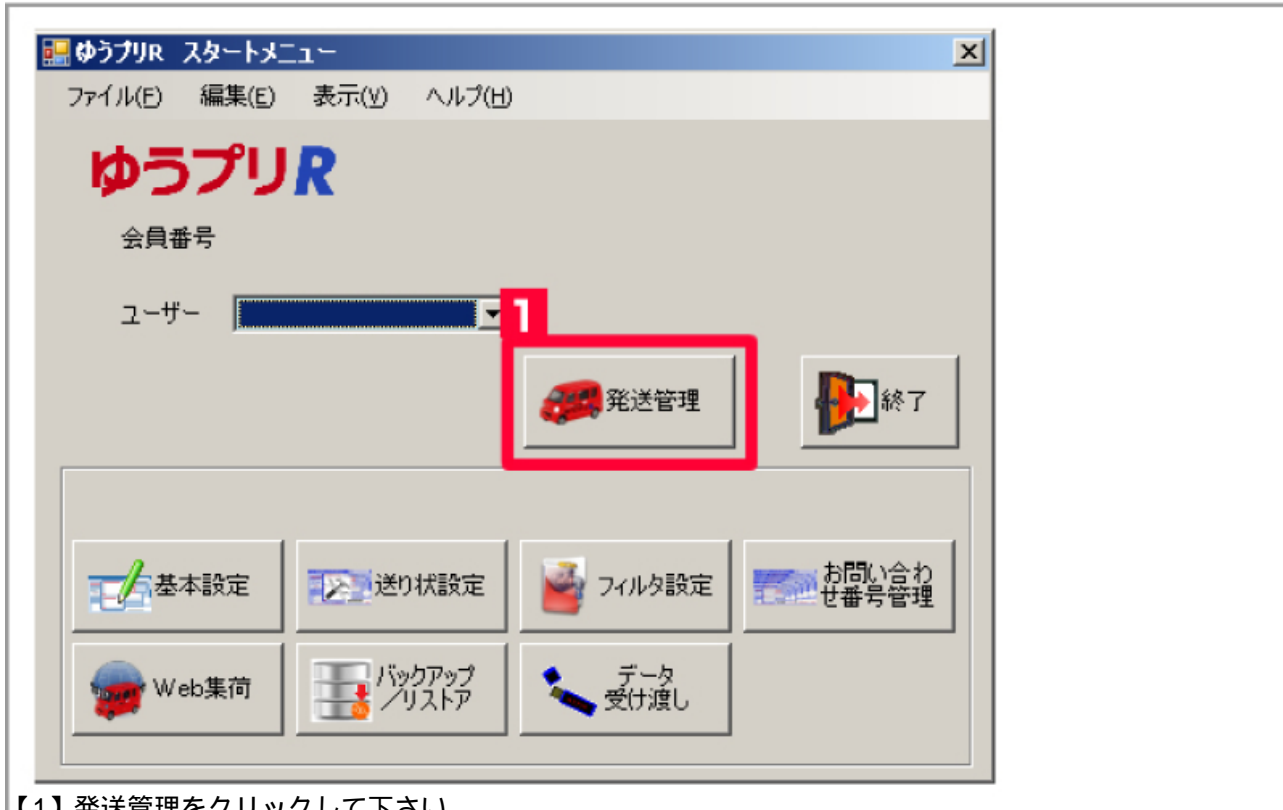 ゆうプリR スタートメニュー
ファイル(F) 編集(E) 表示(V) ヘルプ(H)
ゆうプリR
会員番号
ユーザー
1
発送管理
終了
基本設定
送り状設定
フィルタ設定
お問い合わ
せ番号管理
Web集荷
バックアップ
/リストア
データ
受け渡し
【1】発送管理をクリックして下さい